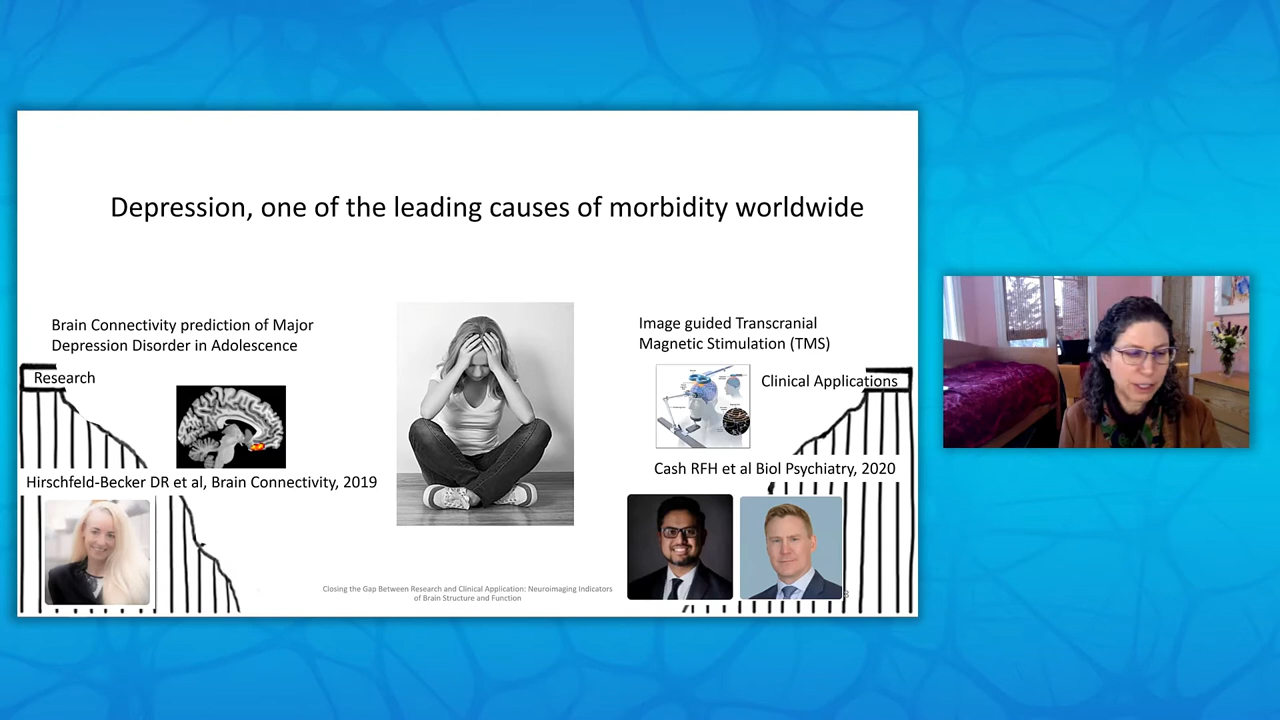 Depression, one of the leading causes of morbidity worldwide
Brain Connectivity prediction of Major
Depression Disorder in Adolescence
Research
Hirschfeld-Becker DR et al, Brain Connectivity, 2019
Image guided Transcranial
Magnetic Stimulation (TMS)
Clinical Applications
Cash RFH et al Biol Psychiatry, 2020
Closing the Gap Between Research and Clinical Application: Neuroimaging Indicators
of Brain Structure and Function
3